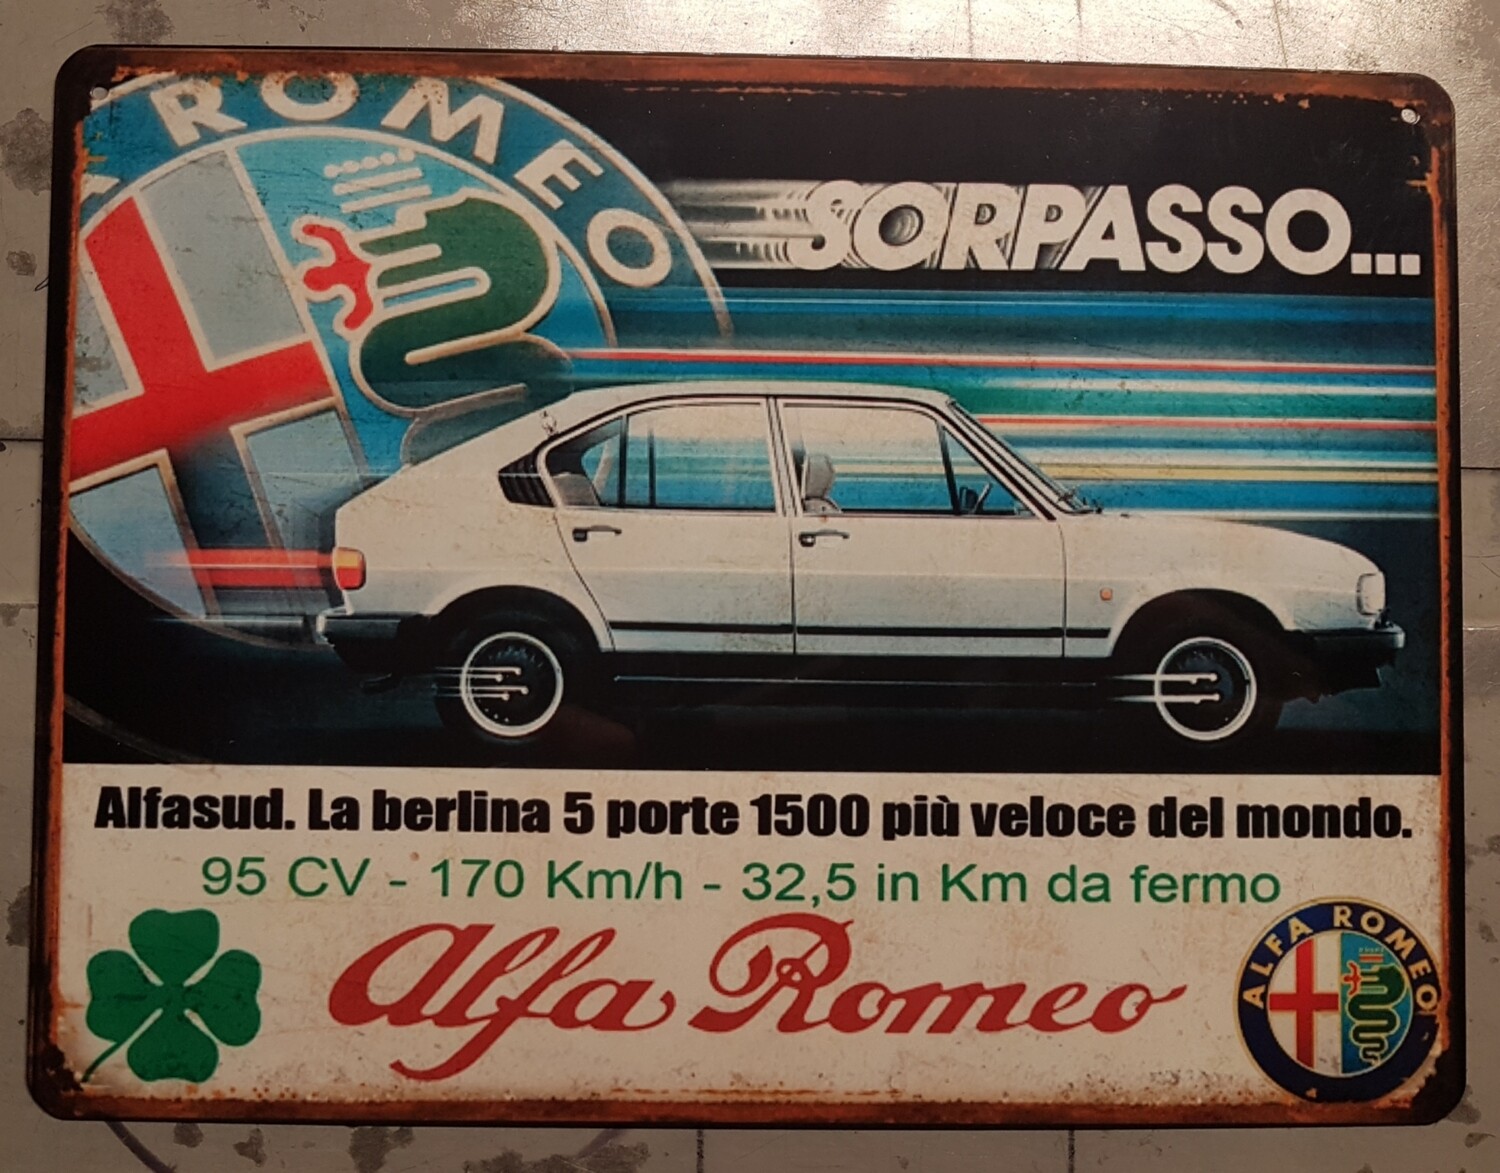 ROMEO
SORPASSO...
Alfasud. La berlina 5 porte 1500 più veloce del mondo.
95 CV - 170 Km/h - 32,5 in Km da fermo
Alfa Romeo
ALFA ROMEO